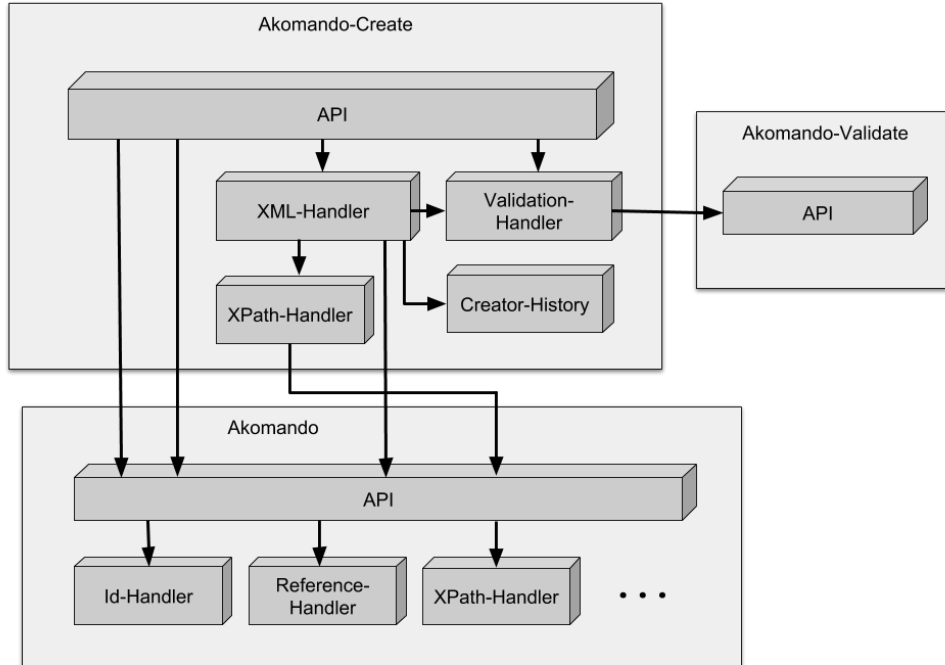 Akomando-Create
API
XML-Handler
Validation-
Handler
XPath-Handler
Creator-History
Akomando-Validate
API
Akomando
API
Id-Handler
Reference-
Handler
XPath-Handler
• • •